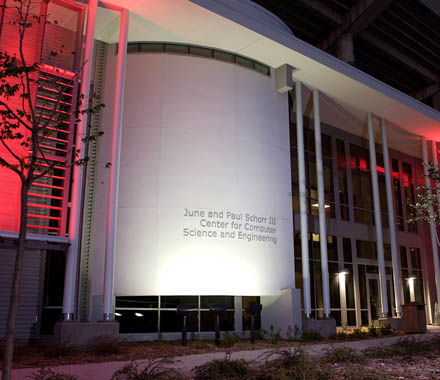 June and Paul Schorr III
Center for Computer
Science and Engineering